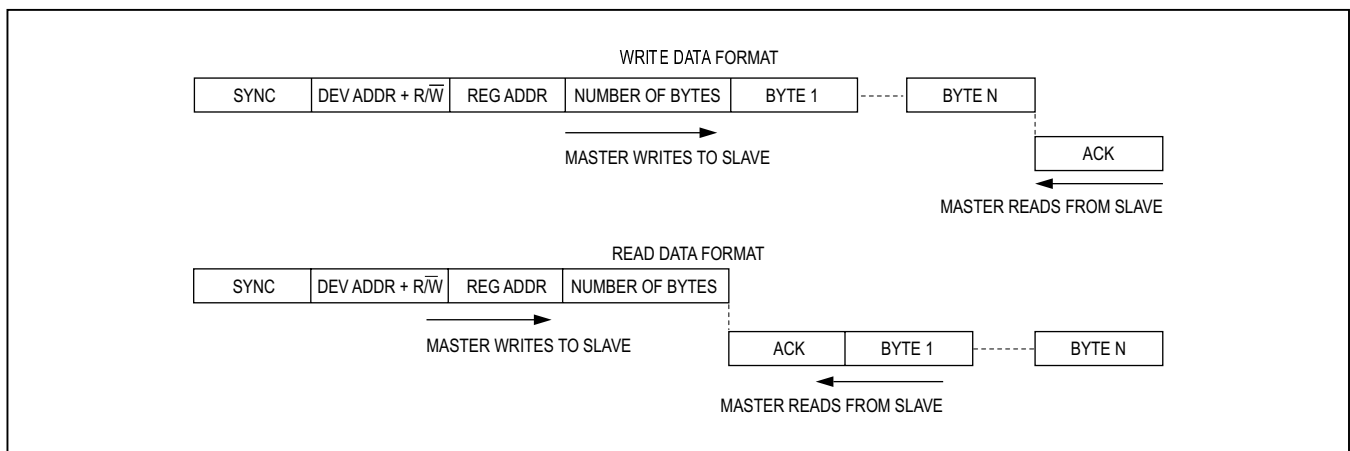 WRITE DATA FORMAT
SYNC DEV ADDR + R/W̅ REG ADDR NUMBER OF BYTES BYTE 1 BYTE N
MASTER WRITES TO SLAVE
ACK
MASTER READS FROM SLAVE
READ DATA FORMAT
SYNC DEV ADDR + R/W̅ REG ADDR NUMBER OF BYTES
MASTER WRITES TO SLAVE
ACK BYTE 1 BYTE N
MASTER READS FROM SLAVE